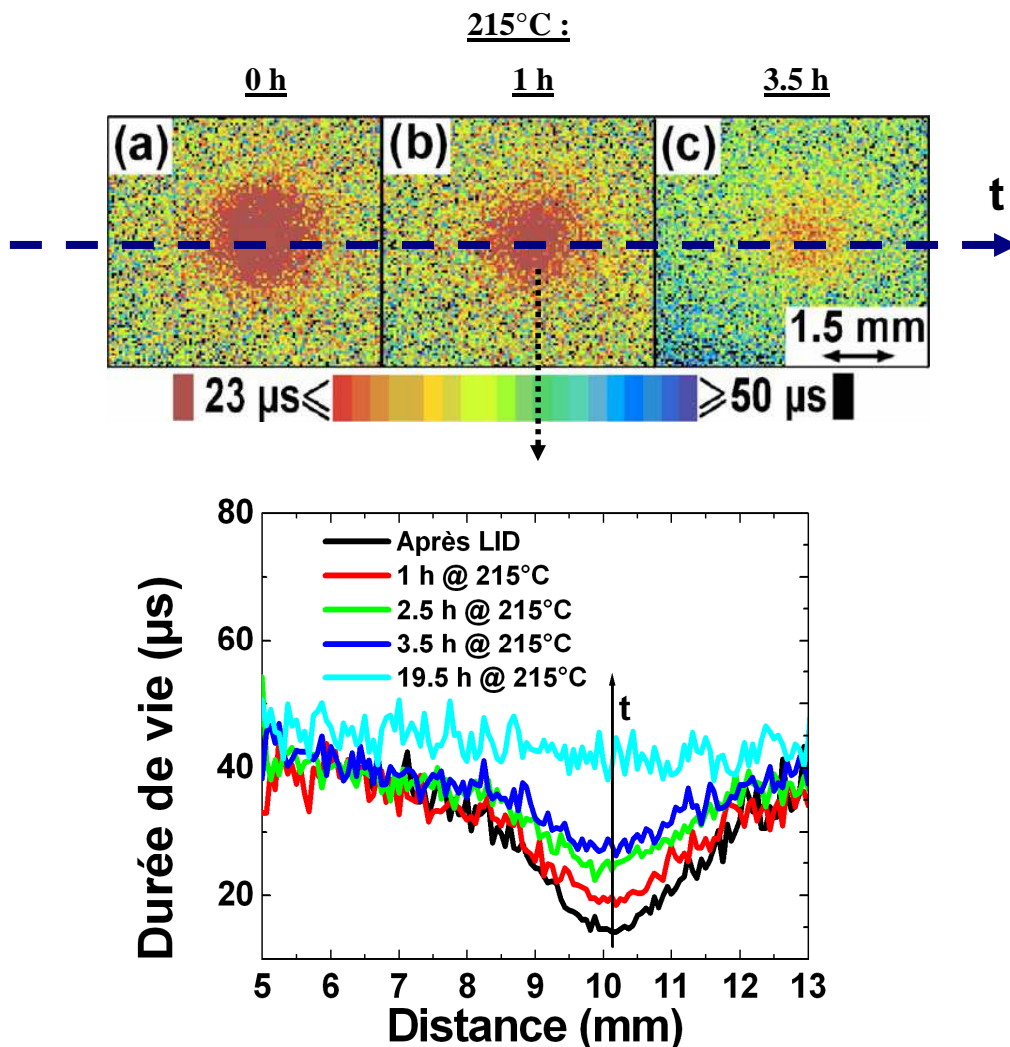 215°C :
0 h 1 h 3.5 h
(a) (b) (c)
t
1.5 mm
23 µs⩽ ⩾50 µs
80
60
40
20
Durée de vie (µs)
Après LID
1 h @ 215°C
2.5 h @ 215°C
3.5 h @ 215°C
19.5 h @ 215°C
t
5 6 7 8 9 10 11 12 13
Distance (mm)